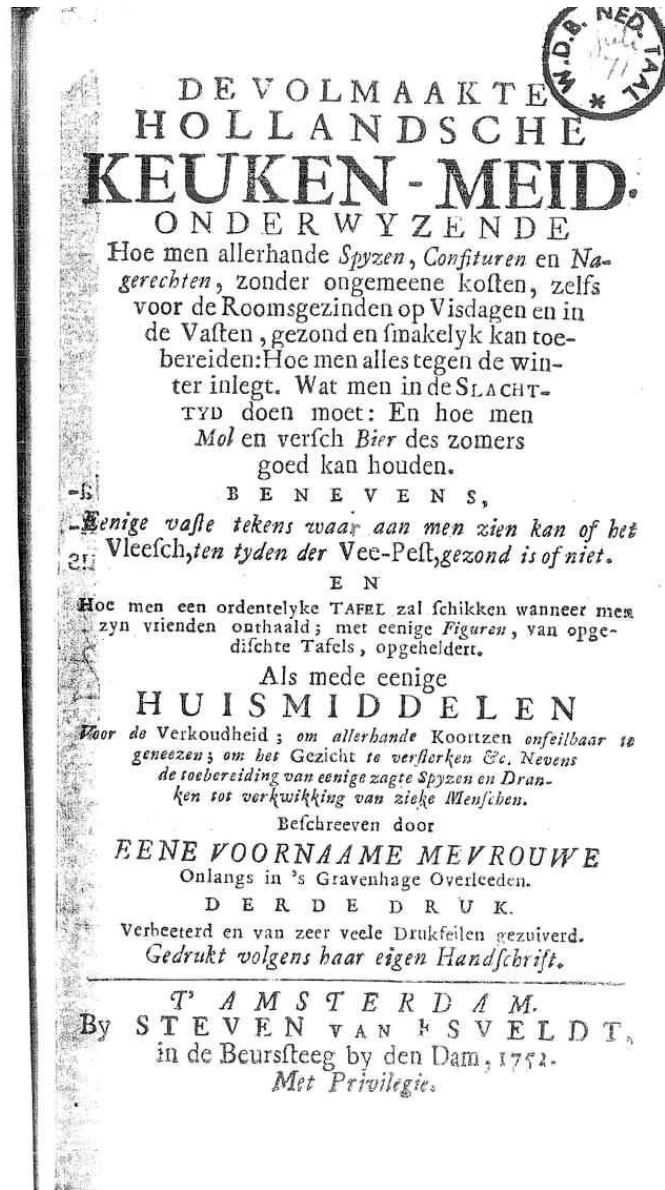 W.D.B. NED. TAAL
71
DE VOLMAAKTE
HOLLANDSCHE
KEUKEN-MEID.
ONDERWYZENDE
Hoe men allerhande Spyzen, Confituren en Na-
gerechten, zonder ongemeene koſten, zelfs
voor de Roomsgezinden op Visdagen en in
de Vaſten, gezond en ſmakelyk kan toe-
bereiden: Hoe men alles tegen de win-
ter inlegt. Wat men in de SLACHT-
TYD doen moet: En hoe men
Mol en verſch Bier des zomers
goed kan houden.
BENEVENS,
Eenige vaſte tekens waar aan men zien kan of het
Vleeſch, ten tyden der Vee-Peſt, gezond is of niet.
EN
Hoe men een ordentelyke TAFEL zal ſchikken wanneer men
zyn vrienden onthaald; met eenige Figuren, van opge-
diſchte Tafels, opgeheldert.
Als mede eenige
HUISMIDDELEN
Voor de Verkoudheid; om allerhande Koortzen onfeilbaar te
geneezen; om het Gezicht te verſterken &c. Nevens
de toebereiding van eenige zagte Spyzen en Dran-
ken tot verkwikking van zieke Menſchen.
Beſchreeven door
EENE VOORNAAME MEVROUWE
Onlangs in 's Gravenhage Overleeden.
DERDE DRUK.
Verbeeterd en van zeer veele Drukfeilen gezuiverd.
Gedrukt volgens haar eigen Handſchrift.
T' AMSTERDAM.
By STEVEN VAN ESVELDT,
in de Beursſteeg by den Dam, 1752.
Met Privilegie.